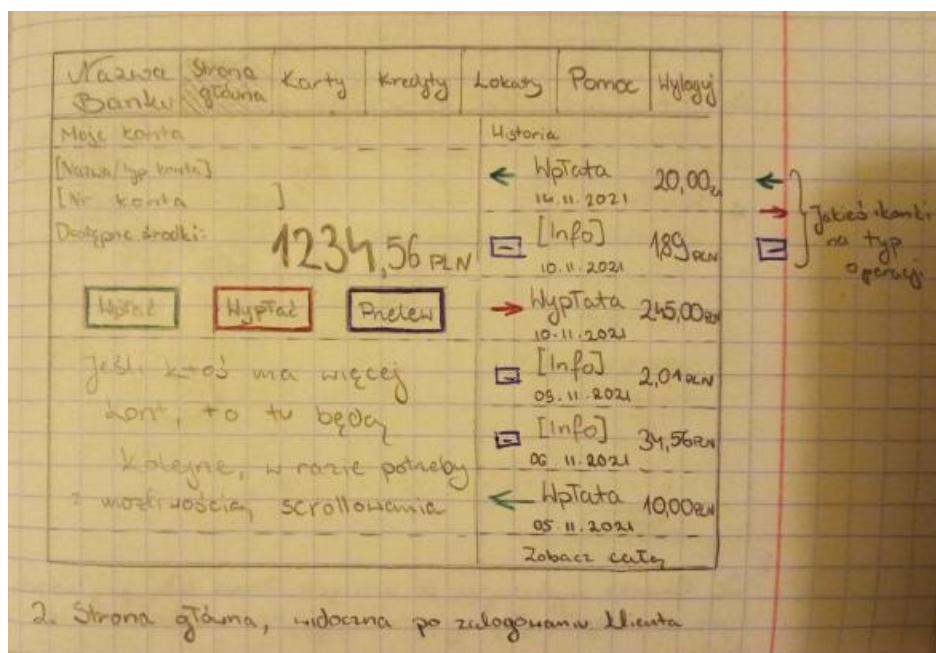 Nazwa Banku
Strona główna
Karty
Kredyty
Lokaty
Pomoc
Wyloguj
Moje konta
[Nazwa/typ konta]
[Nr konta ]
Dostępne środki:
1234,56 PLN
Wpłać
Wypłać
Przelew
Jeśli ktoś ma więcej
kont, to tu będą
kolejne, w razie potrzeby
z możliwością scrollowania
Historia
Wpłata 20,00
14.11.2021
[Info] 1,89 PLN
10.11.2021
Wypłata 245,00 PLN
10.11.2021
[Info] 2,01 PLN
09.11.2021
[Info] 34,56 PLN
06.11.2021
Wpłata 10,00 PLN
05.11.2021
Zobacz całą
Jakieś ikonki
na typ
operacji
2. Strona główna, widoczna po zalogowaniu klienta